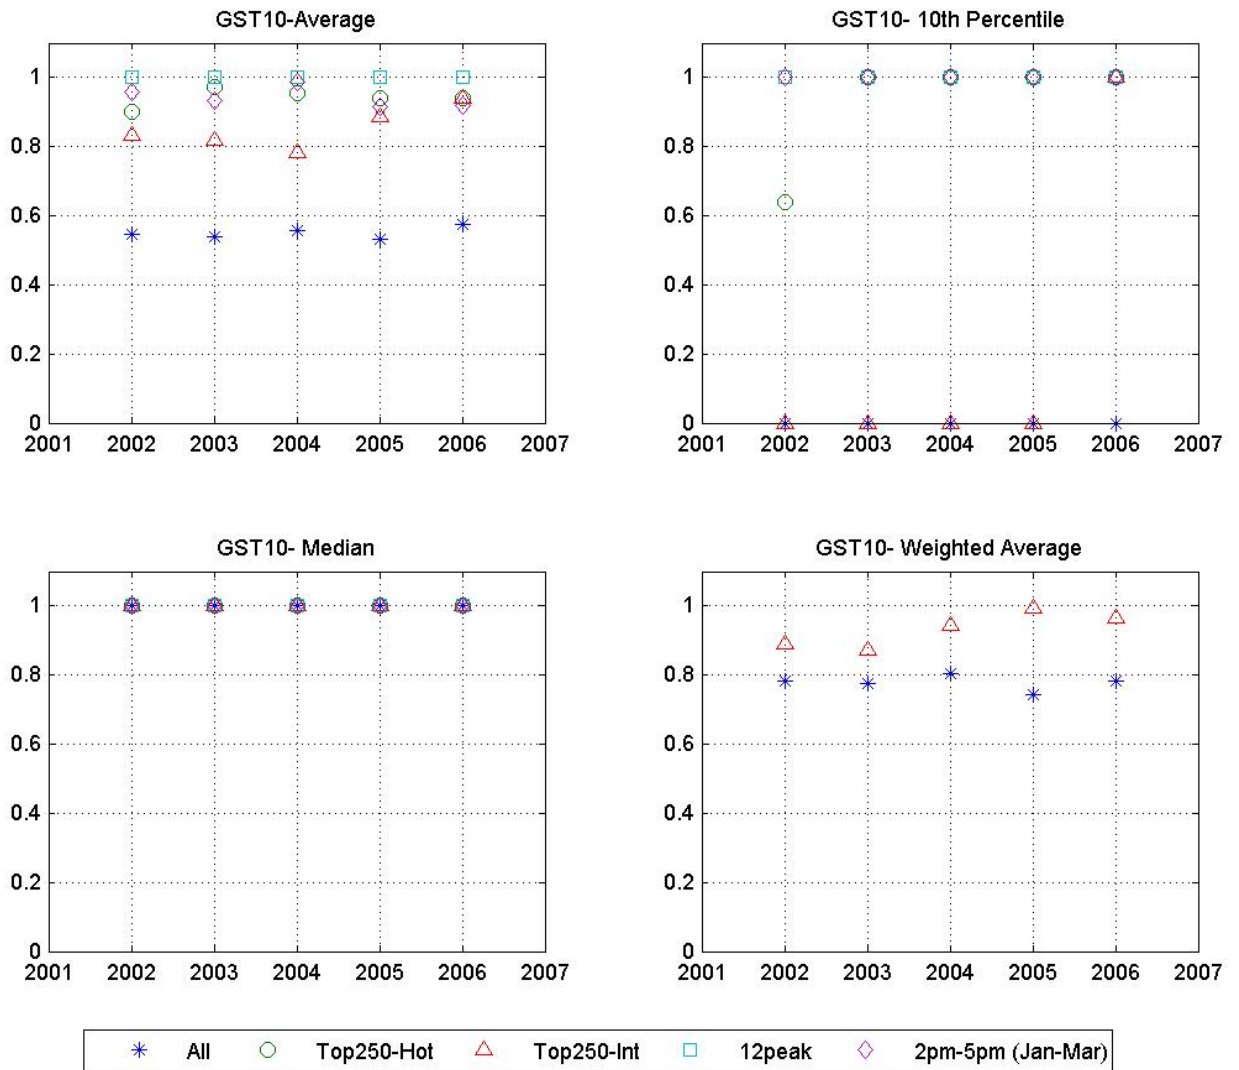 GST10-Average
1
0.8
0.6
0.4
0.2
0
2001 2002 2003 2004 2005 2006 2007
GST10- 10th Percentile
1
0.8
0.6
0.4
0.2
0
2001 2002 2003 2004 2005 2006 2007
GST10- Median
1
0.8
0.6
0.4
0.2
0
2001 2002 2003 2004 2005 2006 2007
GST10- Weighted Average
1
0.8
0.6
0.4
0.2
0
2001 2002 2003 2004 2005 2006 2007
All Top250-Hot Top250-Int 12peak 2pm-5pm (Jan-Mar)